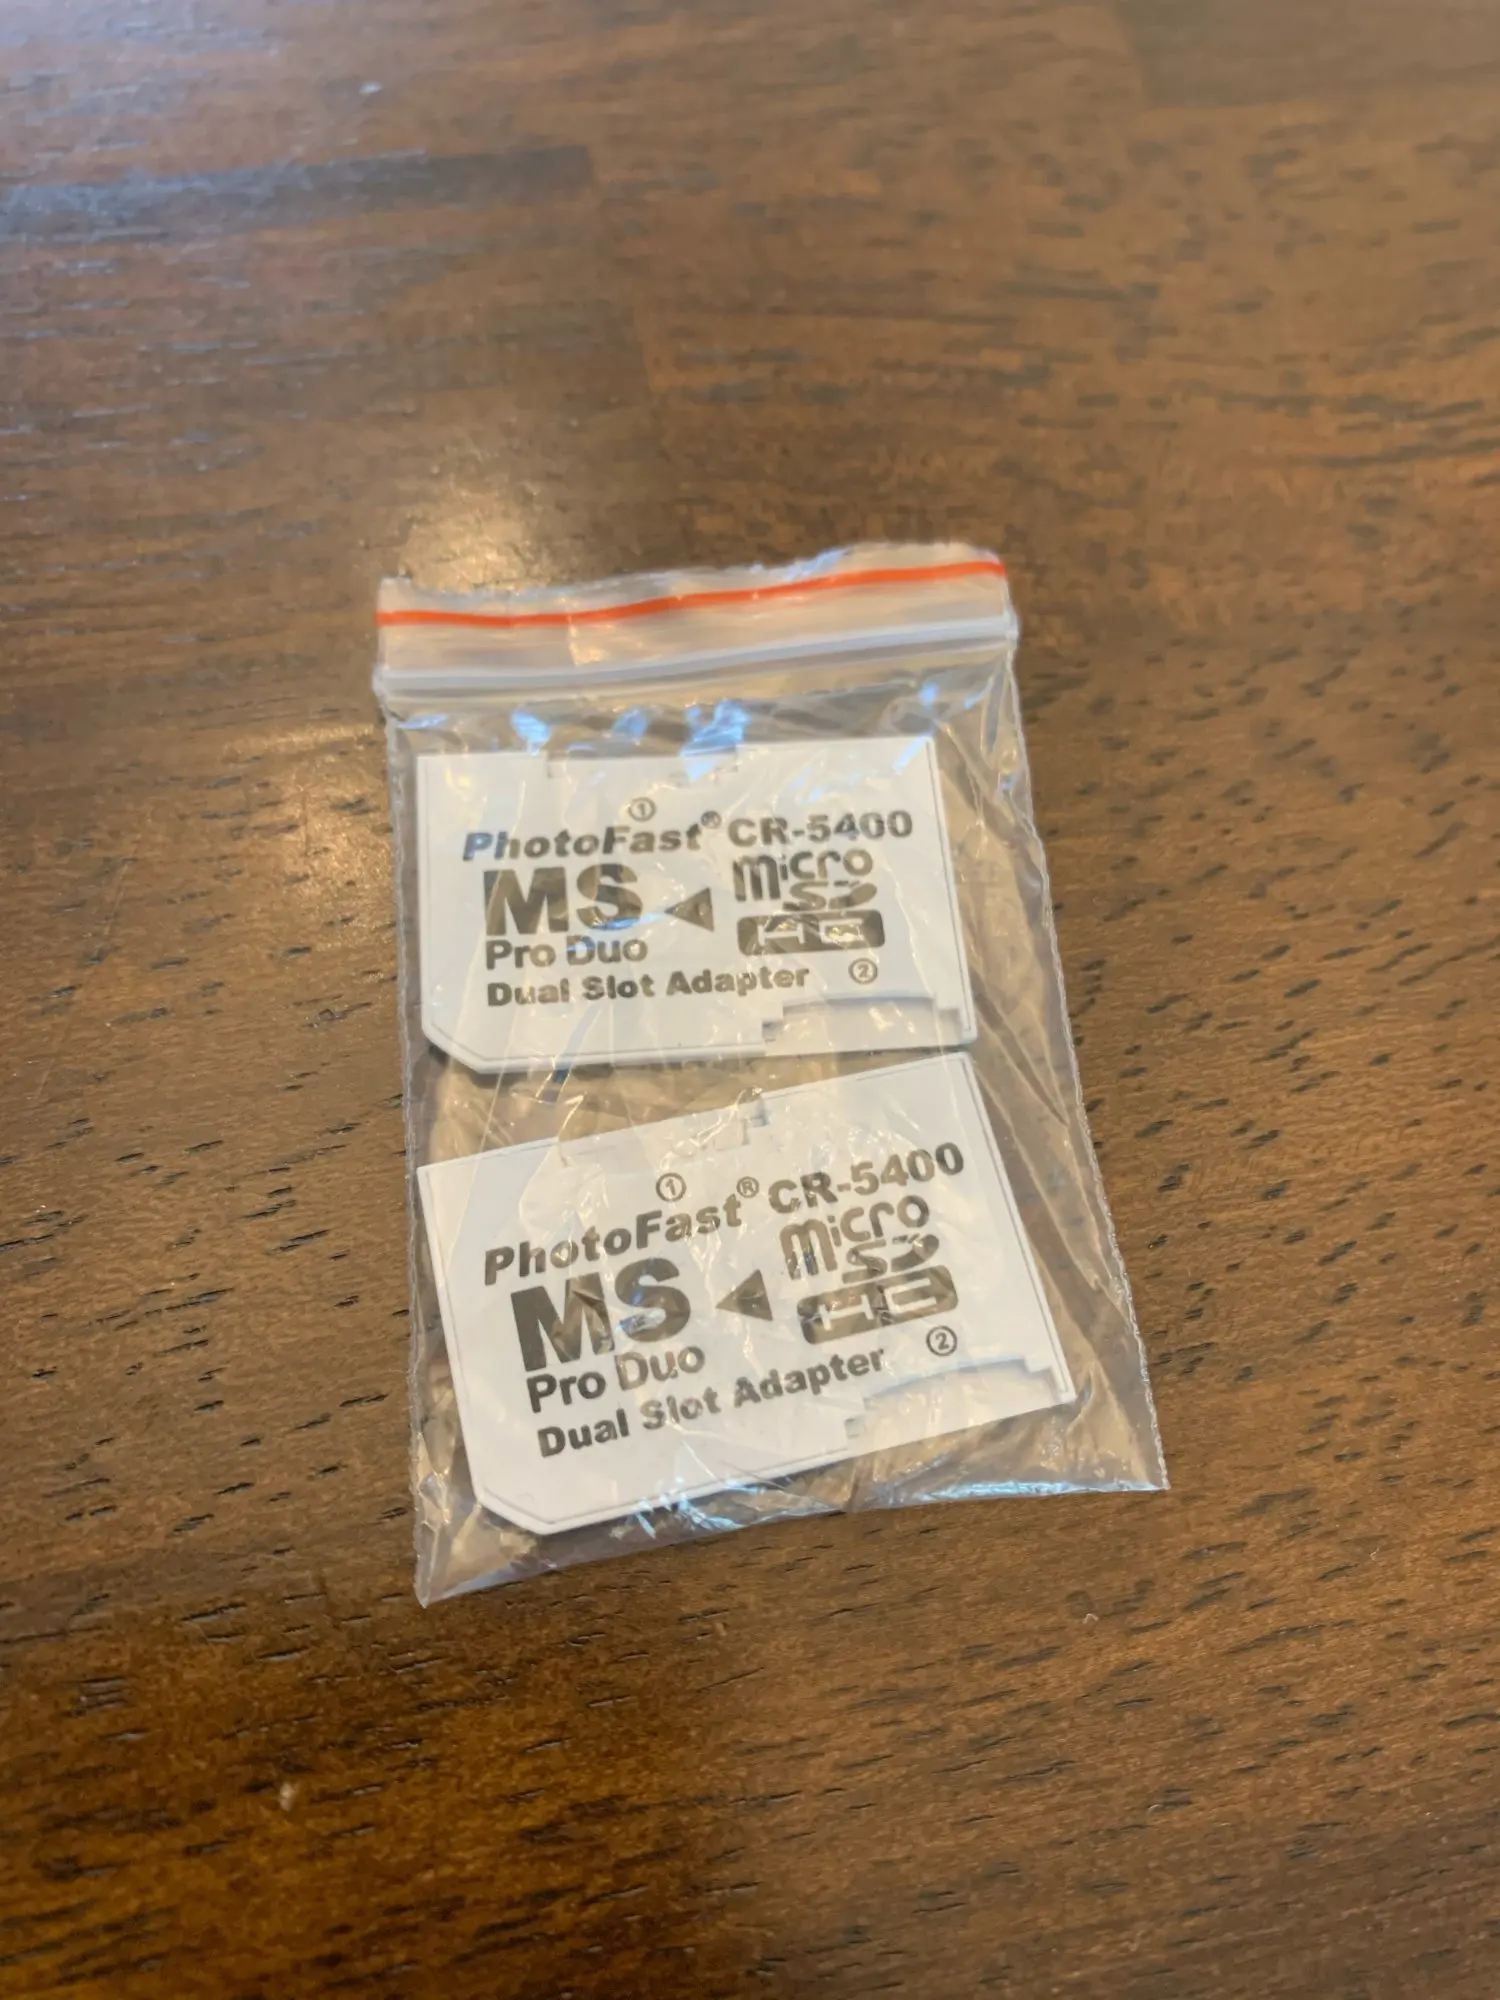 ①
PhotoFast® CR-5400
MS ◀ micro
SD
HC
Pro Duo
Dual Slot Adapter ②
①
PhotoFast® CR-5400
MS ◀ micro
SD
HC
Pro Duo
Dual Slot Adapter ②